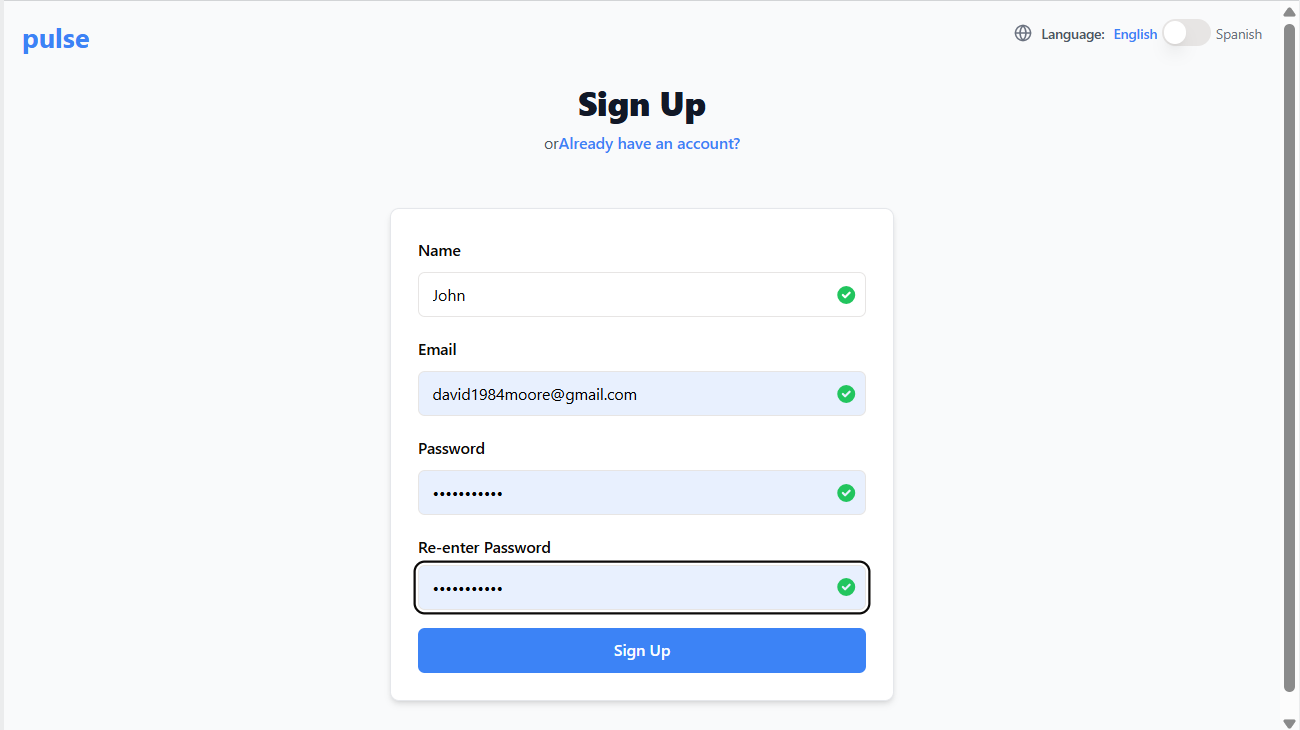 pulse
Language: English Spanish
Sign Up
orAlready have an account?
Name
John
Email
david1984moore@gmail.com
Password
•••••••••••
Re-enter Password
•••••••••••
Sign Up